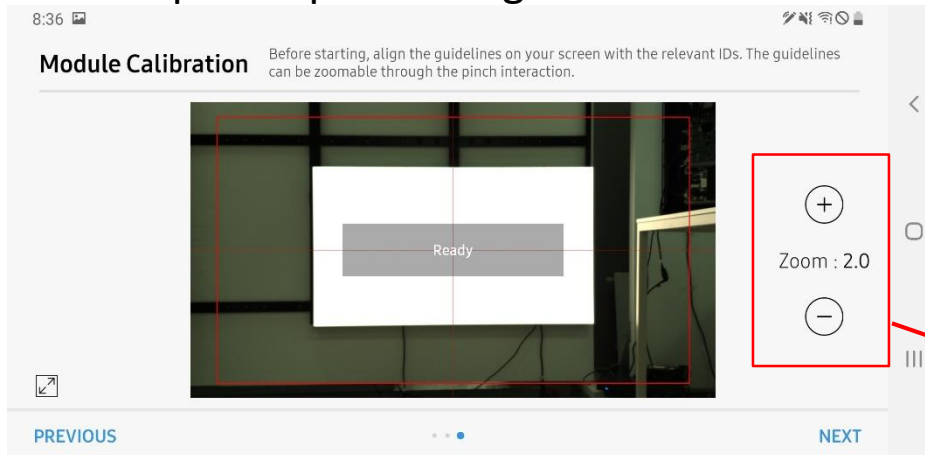 8:36
Module Calibration
Before starting, align the guidelines on your screen with the relevant IDs. The guidelines
can be zoomable through the pinch interaction.
Ready
Zoom : 2.0
PREVIOUS
NEXT